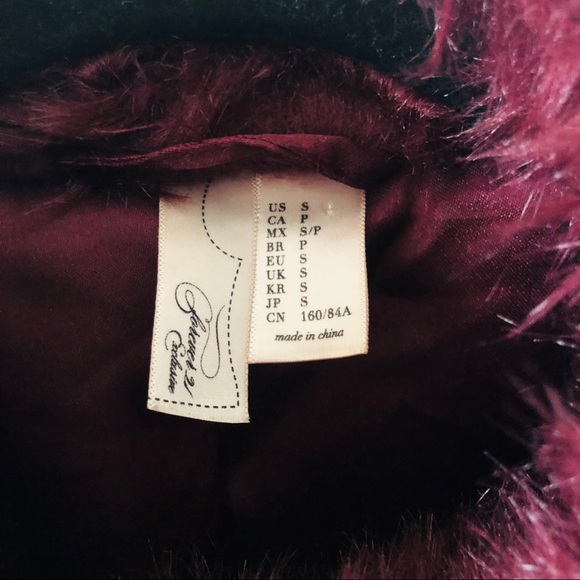 Forever 21
Exclusive
US S
CA P
MX S/P
BR P
EU S
UK S
KR S
JP S
CN 160/84A
made in china